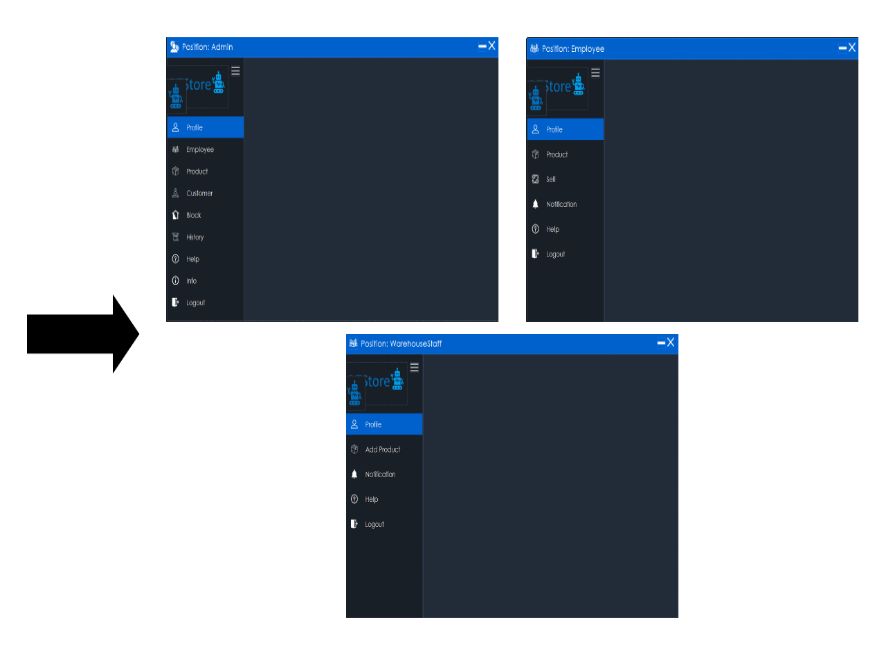 Position: Admin
Store
Profile
Employee
Product
Customer
Block
History
Help
Info
Logout
Position: Employee
Store
Profile
Product
Sell
Notification
Help
Logout
Position: WarehouseStaff
Store
Profile
Add Product
Notification
Help
Logout